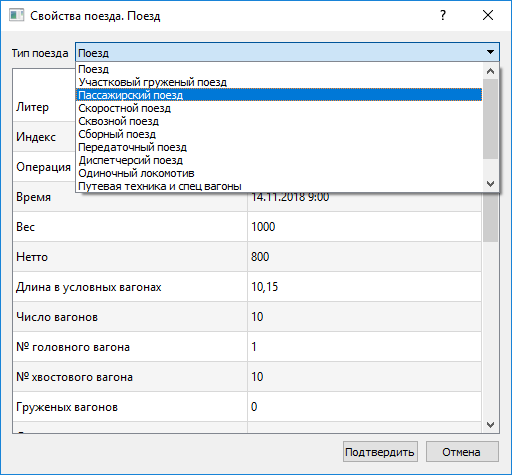 Свойства поезда. Поезд
Тип поезда Поезд
Поезд
Участковый груженый поезд
Пассажирский поезд
Скоростной поезд
Сквозной поезд
Сборный поезд
Передаточный поезд
Диспетчерсий поезд
Одиночный локомотив
Путевая техника и спец вагоны
Литер
Индекс
Операция
Время 14.11.2018 9:00
Вес 1000
Нетто 800
Длина в условных вагонах 10,15
Число вагонов 10
№ головного вагона 1
№ хвостового вагона 10
Груженых вагонов 0
Подтвердить Отмена